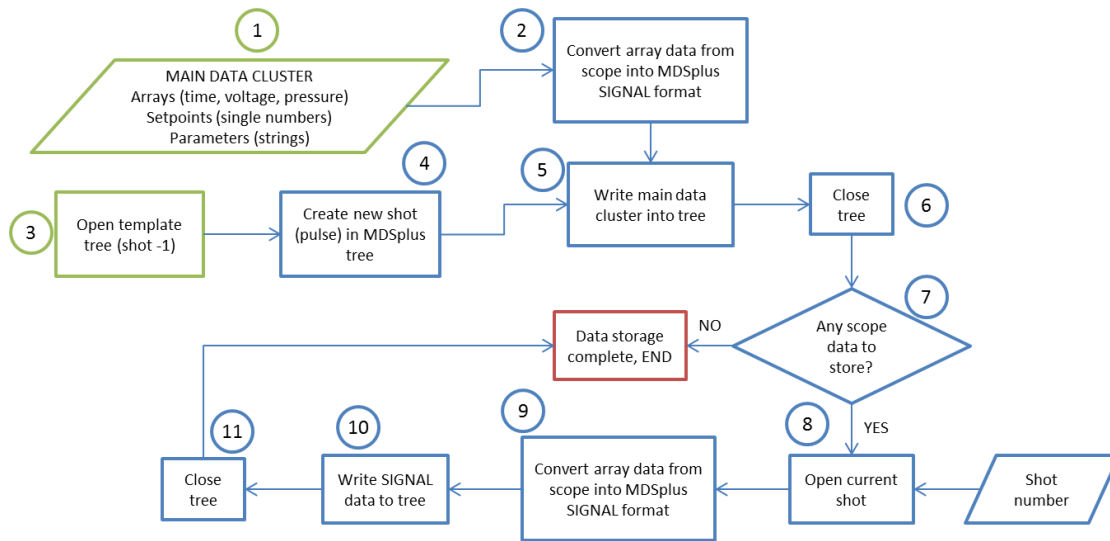 1
MAIN DATA CLUSTER
Arrays (time, voltage, pressure)
Setpoints (single numbers)
Parameters (strings)
2
Convert array data from
scope into MDSplus
SIGNAL format
3
Open template
tree (shot -1)
4
Create new shot
(pulse) in MDSplus
tree
5
Write main data
cluster into tree
Close
tree
6
7
Any scope
data to
store?
NO
Data storage
complete, END
YES
8
Open current
shot
Shot
number
9
Convert array data from
scope into MDSplus
SIGNAL format
10
Write SIGNAL
data to tree
11
Close
tree